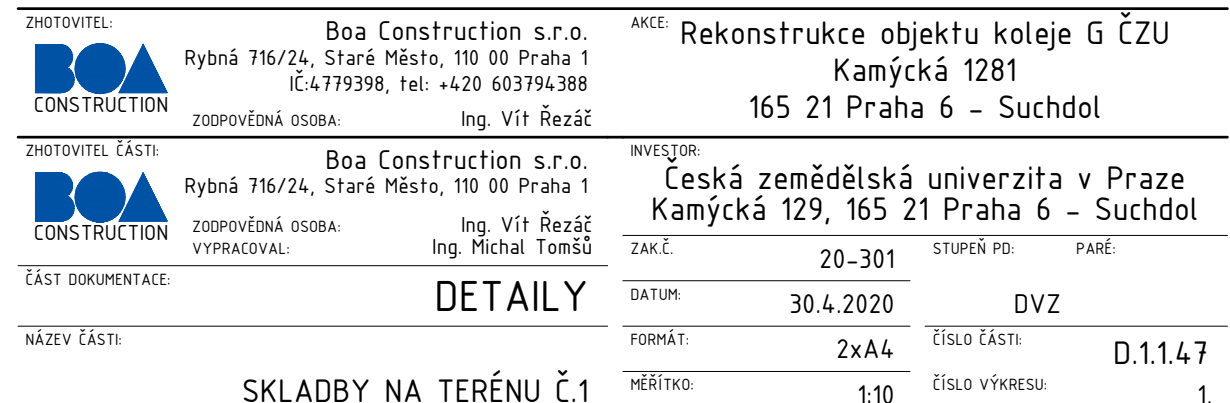 ZHOTOVITEL:
BOA
CONSTRUCTION
Boa Construction s.r.o.
Rybná 716/24, Staré Město, 110 00 Praha 1
IČ:4779398, tel: +420 603794388
ZODPOVĚDNÁ OSOBA: Ing. Vít Řezáč
AKCE: Rekonstrukce objektu koleje G ČZU
Kamýcká 1281
165 21 Praha 6 - Suchdol
ZHOTOVITEL ČÁSTI:
BOA
CONSTRUCTION
Boa Construction s.r.o.
Rybná 716/24, Staré Město, 110 00 Praha 1
ZODPOVĚDNÁ OSOBA: Ing. Vít Řezáč
VYPRACOVAL: Ing. Michal Tomšů
INVESTOR:
Česká zemědělská univerzita v Praze
Kamýcká 129, 165 21 Praha 6 - Suchdol
ČÁST DOKUMENTACE:
DETAILY
NÁZEV ČÁSTI:
SKLADBY NA TERÉNU Č.1
ZAK.Č. 20-301
DATUM: 30.4.2020
FORMÁT: 2xA4
MĚŘÍTKO: 1:10
STUPEŇ PD: PARÉ:
DVZ
ČÍSLO ČÁSTI: D.1.1.47
ČÍSLO VÝKRESU: 1.